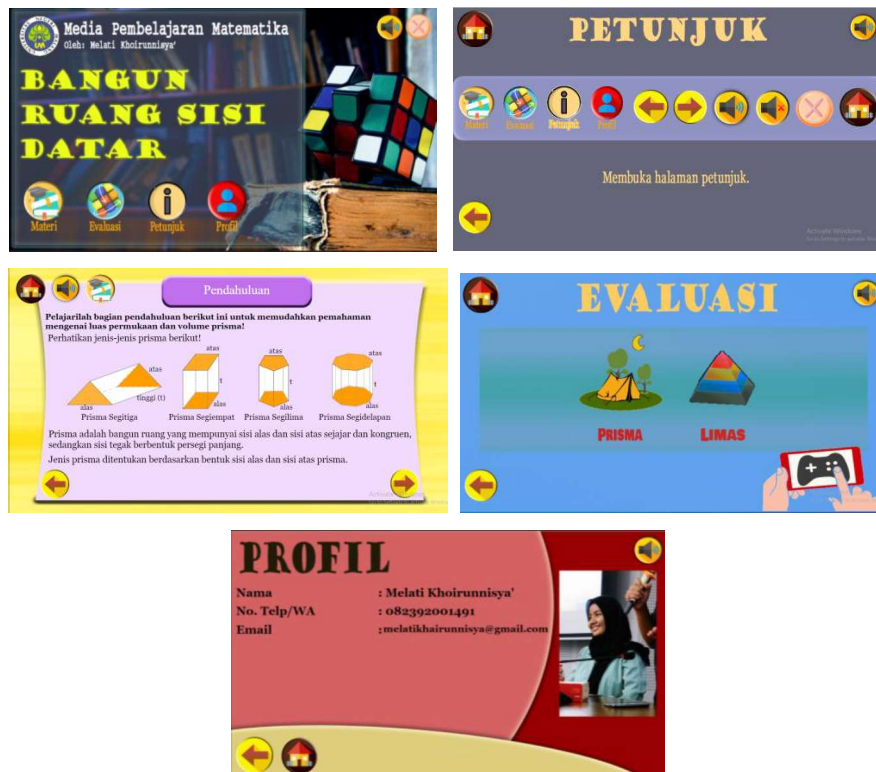 Media Pembelajaran Matematika
Oleh: Melati Khoirunnisya'
BANGUN
RUANG SISI
DATAR
Materi Evaluasi Petunjuk Profil
PETUNJUK
Materi Evaluasi Petunjuk Profil
Membuka halaman petunjuk.
Activate Windows
Pendahuluan
Pelajarilah bagian pendahuluan berikut ini untuk memudahkan pemahaman
mengenai luas permukaan dan volume prisma!
Perhatikan jenis-jenis prisma berikut!
atas atas atas atas
tinggi (t) t t t
alas alas alas alas
Prisma Segitiga Prisma Segiempat Prisma Segilima Prisma Segidelapan
Prisma adalah bangun ruang yang mempunyai sisi alas dan sisi atas sejajar dan kongruen,
sedangkan sisi tegak berbentuk persegi panjang.
Jenis prisma ditentukan berdasarkan bentuk sisi alas dan sisi atas prisma.
EVALUASI
PRISMA LIMAS
PROFIL
Nama : Melati Khoirunnisya'
No. Telp/WA : 082392001491
Email :melatikhairunnisya@gmail.com